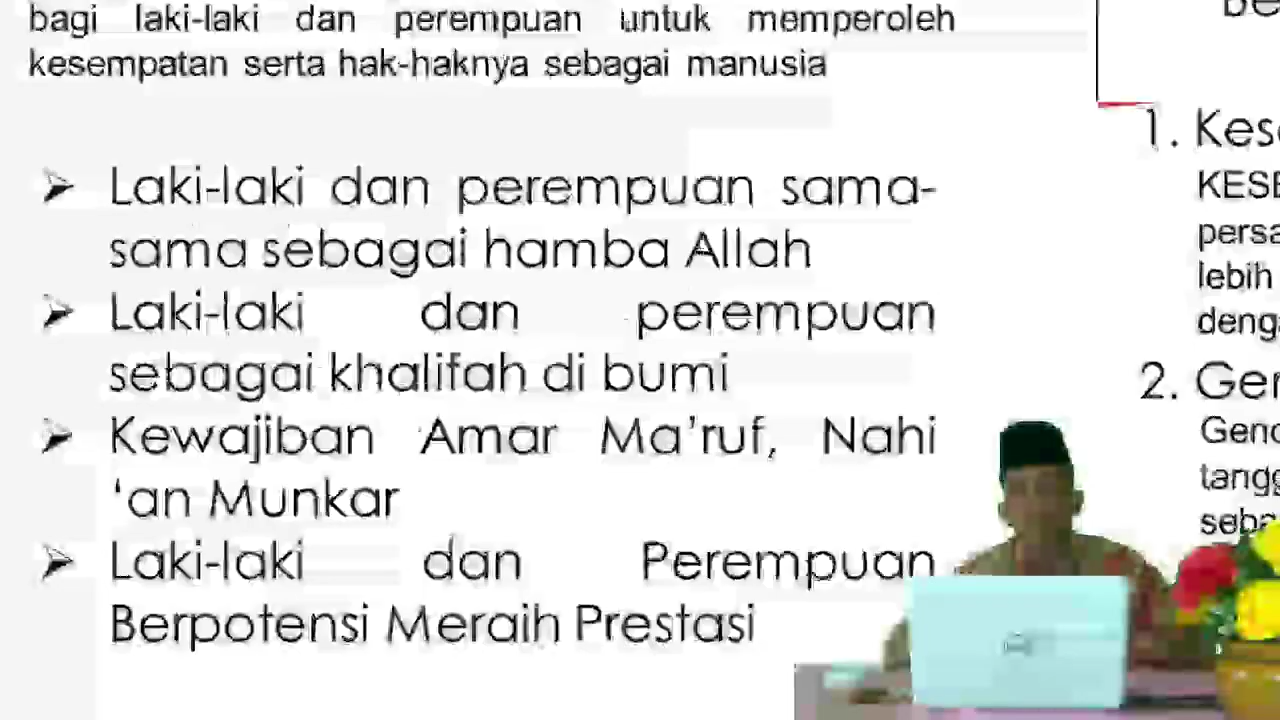 bagi laki-laki dan perempuan untuk memperoleh
kesempatan serta hak-haknya sebagai manusia
➢ Laki-laki dan perempuan sama-
sama sebagai hamba Allah
➢ Laki-laki dan perempuan
sebagai khalifah di bumi
➢ Kewajiban Amar Ma'ruf, Nahi
'an Munkar
➢ Laki-laki dan Perempuan
Berpotensi Meraih Prestasi
1.
lebih
2.